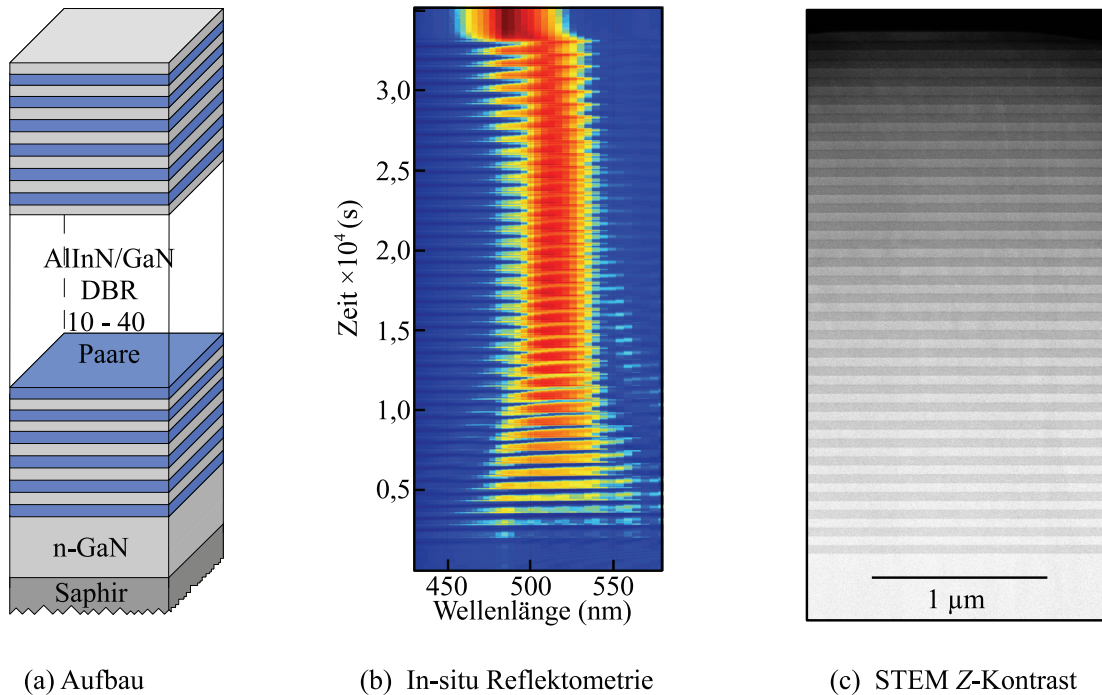 AlInN/GaN
DBR
10 - 40
Paare
n-GaN
Saphir
(a) Aufbau
Zeit ×10⁴ (s)
3,0
2,5
2,0
1,5
1,0
0,5
450 500 550
Wellenlänge (nm)
(b) In-situ Reflektometrie
1 µm
(c) STEM Z-Kontrast